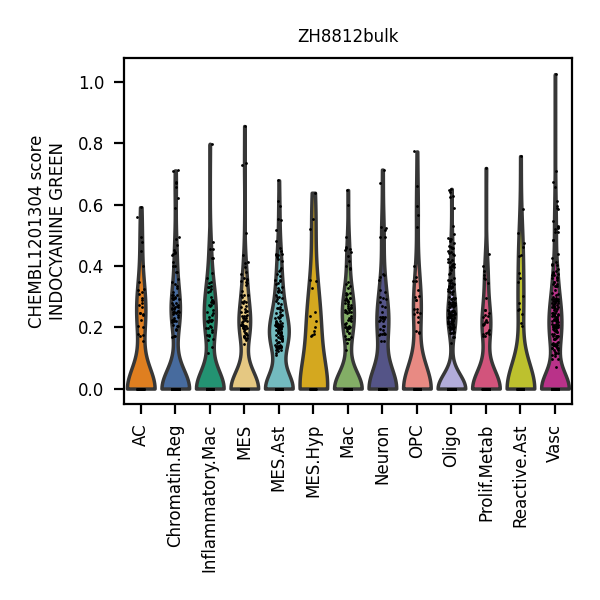 ZH8812bulk
CHEMBL1201304 score
INDOCYANINE GREEN
1.0
0.8
0.6
0.4
0.2
0.0
AC
Chromatin.Reg
Inflammatory.Mac
MES
MES.Ast
MES.Hyp
Mac
Neuron
OPC
Oligo
Prolif.Metab
Reactive.Ast
Vasc